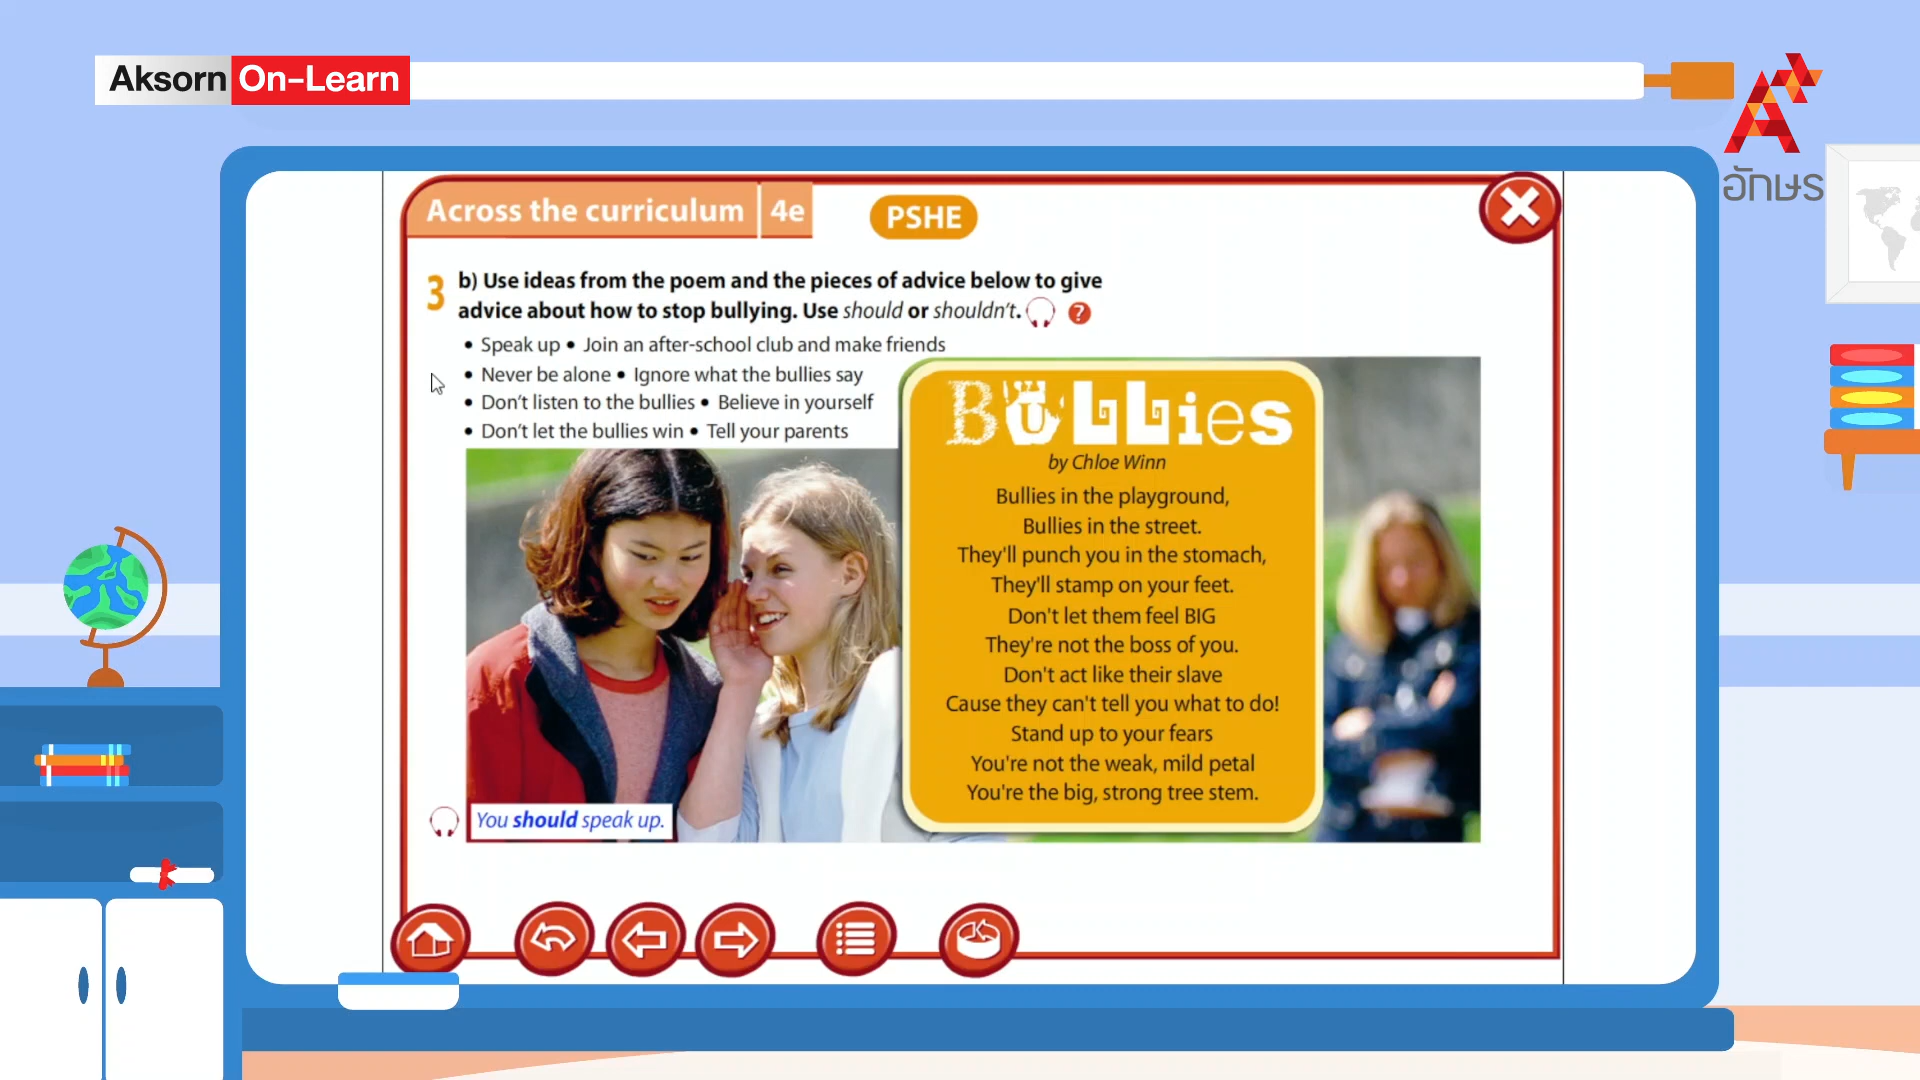 Aksorn On-Learn
อักษร
Across the curriculum 4e
PSHE
3 b) Use ideas from the poem and the pieces of advice below to give
advice about how to stop bullying. Use should or shouldn't. ?
• Speak up • Join an after-school club and make friends
• Never be alone • Ignore what the bullies say
• Don't listen to the bullies • Believe in yourself
• Don't let the bullies win • Tell your parents
BULLies
by Chloe Winn
Bullies in the playground,
Bullies in the street.
They'll punch you in the stomach,
They'll stamp on your feet.
Don't let them feel BIG
They're not the boss of you.
Don't act like their slave
Cause they can't tell you what to do!
Stand up to your fears
You're not the weak, mild petal
You're the big, strong tree stem.
You should speak up.